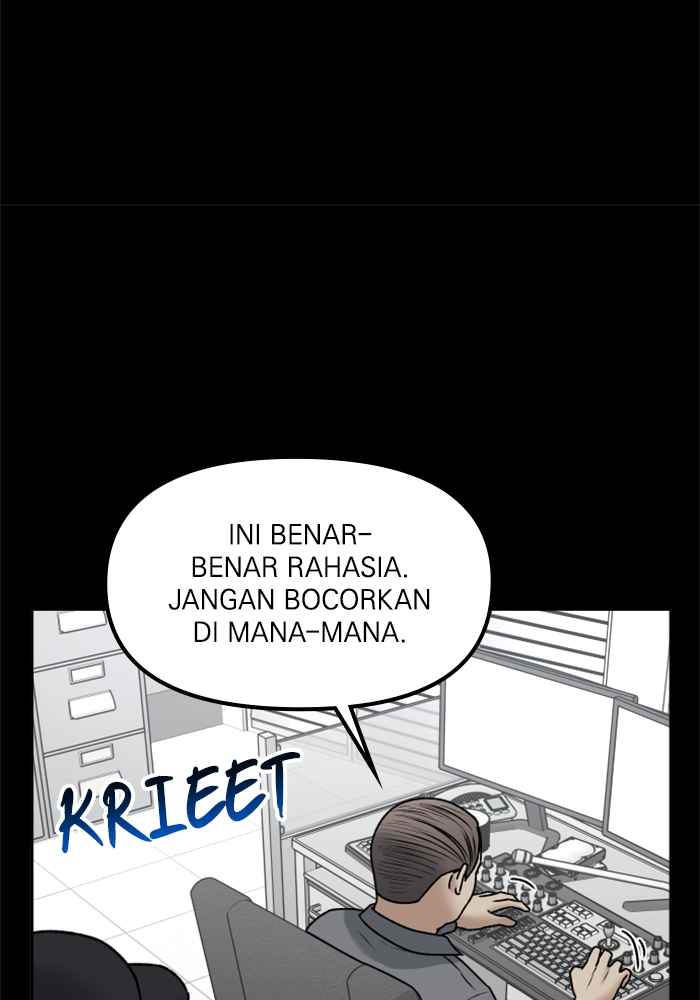 INI BENAR-
BENAR RAHASIA.
JANGAN BOCORKAN
DI MANA-MANA.
KRIEET